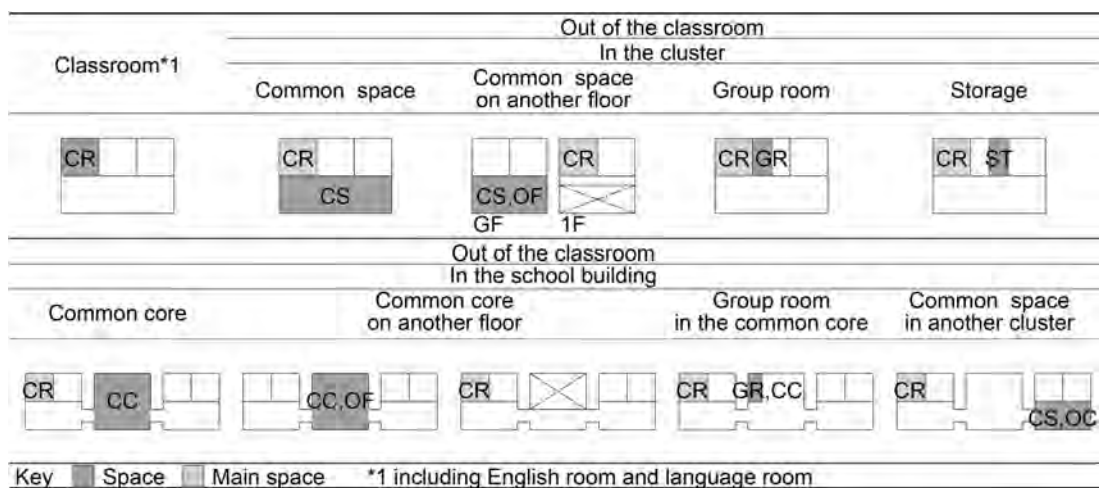 Out of the classroom
In the cluster
Classroom*1
Common space
Common space
on another floor
Group room
Storage
CR
CR
CS
CS,OF
GF
CR
1F
CR GR
CR ST
Out of the classroom
In the school building
Common core
Common core
on another floor
Group room
in the common core
Common space
in another cluster
CR
CC
CC,OF
CR
CR GR,CC
CR
CS,OC
Key Space Main space *1 including English room and language room